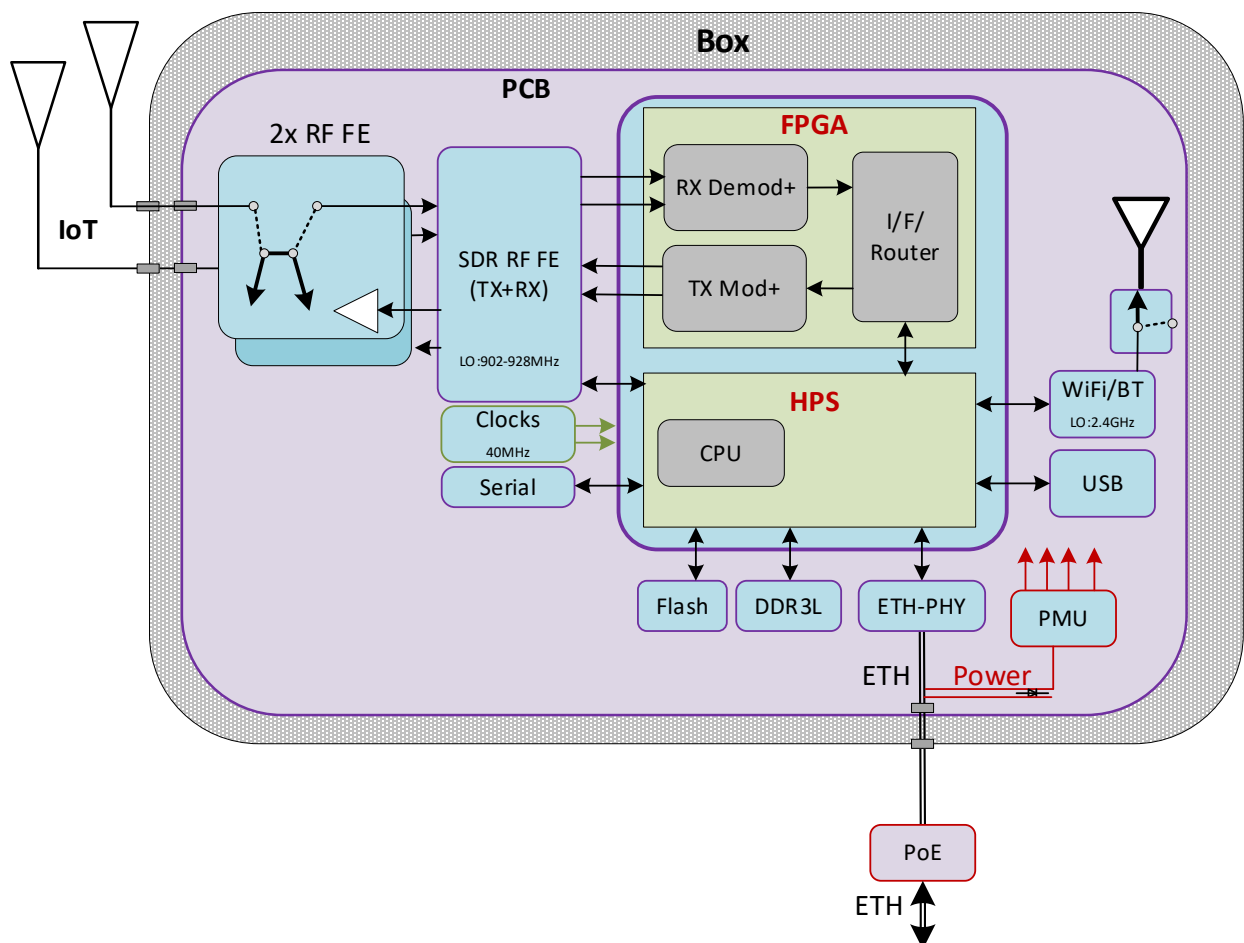 Box
PCB
2x RF FE
IoT
SDR RF FE
(TX+RX)
LO:902-928MHz
FPGA
RX Demod+
TX Mod+
I/F/
Router
HPS
CPU
Clocks
40MHz
Serial
WiFi/BT
LO:2.4GHz
USB
Flash
DDR3L
ETH-PHY
PMU
ETH
Power
PoE
ETH